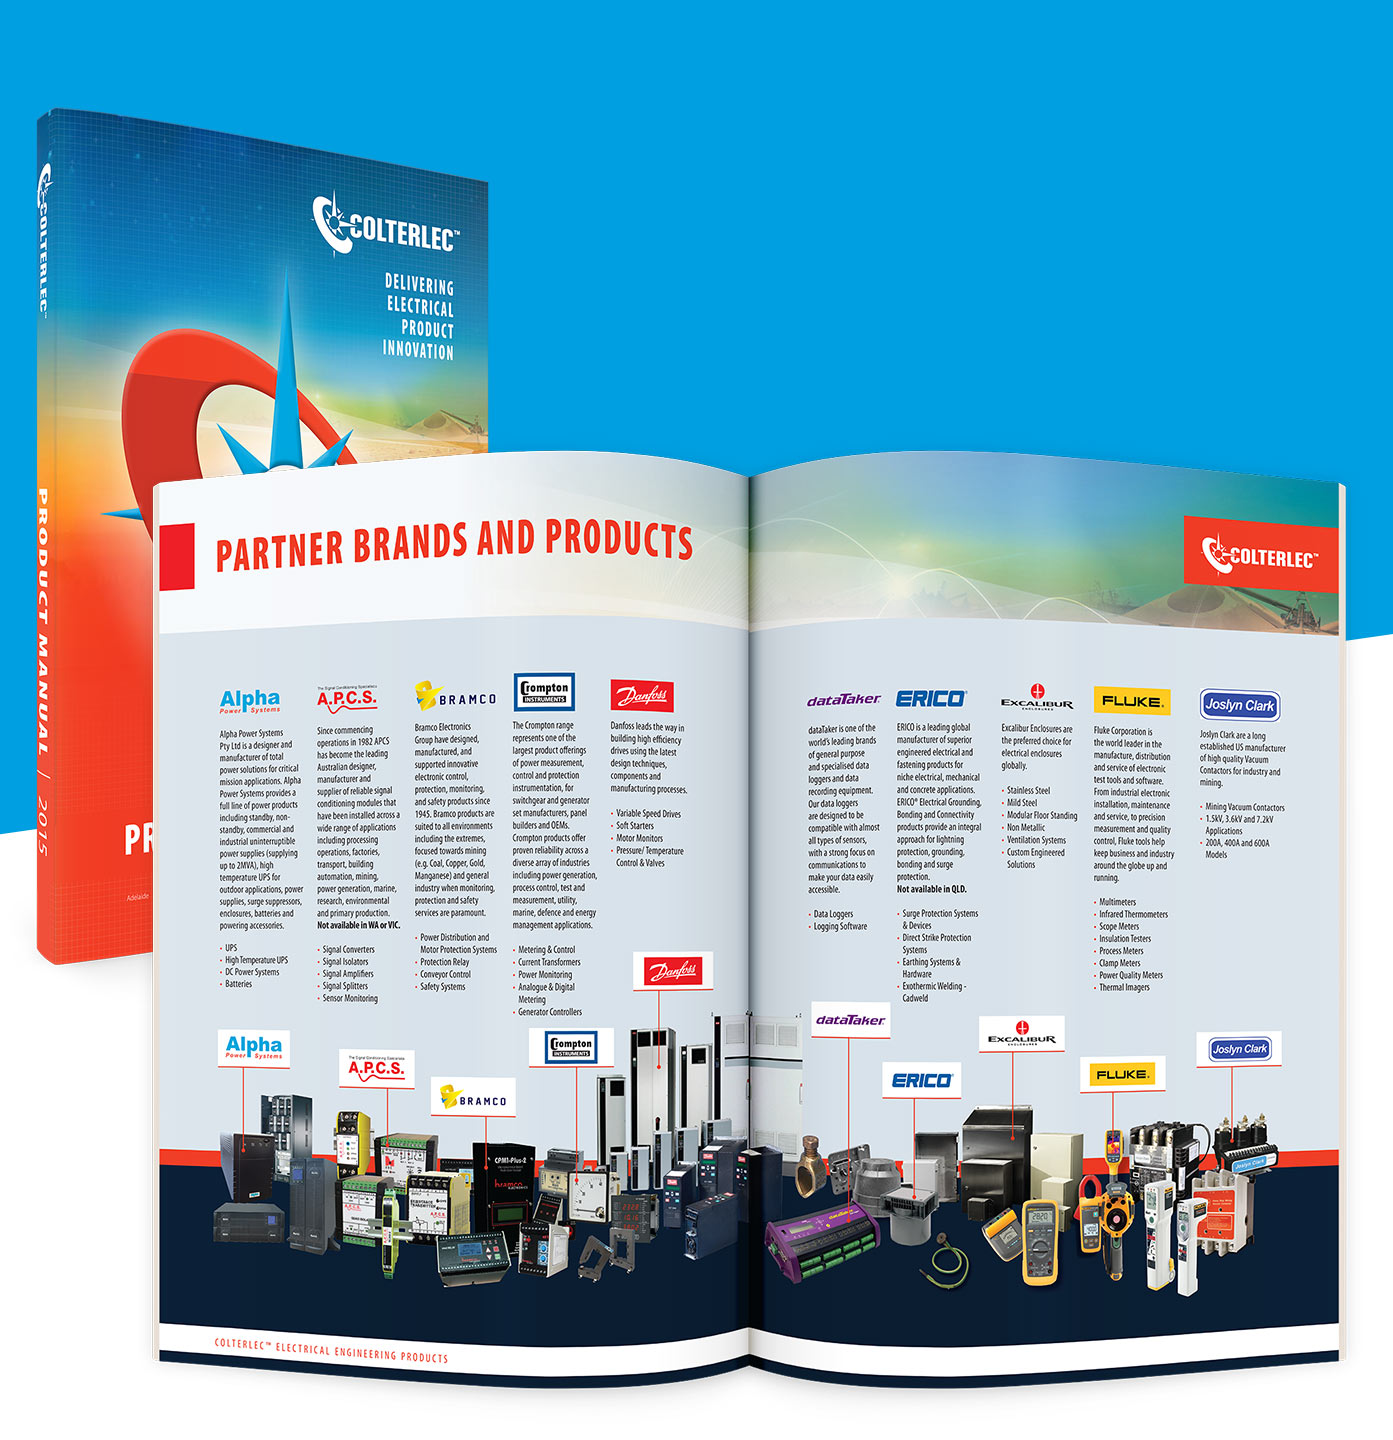 COLTERLEC™
DELIVERING
ELECTRICAL
PRODUCT
INNOVATION
COLTERLEC™
PRODUCT MANUAL | 2015
PR
Adelaide
PARTNER BRANDS AND PRODUCTS
COLTERLEC™
Alpha
Power Systems
Alpha Power Systems
Pty Ltd is a designer and
manufacturer of total
power solutions for critical
mission applications. Alpha
Power Systems provides a
full line of power products
including standby, non-
standby, commercial and
industrial uninterruptible
power supplies (supplying
up to 2MVA), high
temperature UPS for
outdoor applications, power
supplies, surge suppressors,
enclosures, batteries and
powering accessories.
• UPS
• High Temperature UPS
• DC Power Systems
• Batteries
The Signal Conditioning Specialists
A.P.C.S.
Since commencing
operations in 1982 APCS
has become the leading
Australian designer,
manufacturer and
supplier of reliable signal
conditioning modules that
have been installed across a
wide range of applications
including processing
operations, factories,
transport, building
automation, mining,
power generation, marine,
research, environmental
and primary production.
Not available in WA or VIC.
• Signal Converters
• Signal Isolators
• Signal Amplifiers
• Signal Splitters
• Sensor Monitoring
BRAMCO
Bramco Electronics
Group have designed,
manufactured, and
supported innovative
electronic control,
protection, monitoring,
and safety products since
1945. Bramco products are
suited to all environments
including the extremes,
focused towards mining
(e.g. Coal, Copper, Gold,
Manganese) and general
industry when monitoring,
protection and safety
services are paramount.
• Power Distribution and
Motor Protection Systems
• Protection Relay
• Conveyor Control
• Safety Systems
Crompton
INSTRUMENTS
The Crompton range
represents one of the
largest product offerings
of power measurement,
control and protection
instrumentation, for
switchgear and generator
set manufacturers, panel
builders and OEMs.
Crompton products offer
proven reliability across a
diverse array of industries
including power generation,
process control, test and
measurement, utility,
marine, defence and energy
management applications.
• Metering & Control
• Current Transformers
• Power Monitoring
• Analogue & Digital
Metering
• Generator Controllers
Danfoss
Danfoss leads the way in
building high efficiency
drives using the latest
design techniques,
components and
manufacturing processes.
• Variable Speed Drives
• Soft Starters
• Motor Monitors
• Pressure/ Temperature
Control & Valves
dataTaker
dataTaker is one of the
world's leading brands
of general purpose
and specialised data
loggers and data
recording equipment.
Our data loggers
are designed to be
compatible with almost
all types of sensors,
with a strong focus on
communications to
make your data easily
accessible.
• Data Loggers
• Logging Software
ERICO®
ERICO is a leading global
manufacturer of superior
engineered electrical and
fastening products for
niche electrical, mechanical
and concrete applications.
ERICO® Electrical Grounding,
Bonding and Connectivity
products provide an integral
approach for lightning
protection, grounding,
bonding and surge
protection.
Not available in QLD.
• Surge Protection Systems
& Devices
• Direct Strike Protection
Systems
• Earthing Systems &
Hardware
• Exothermic Welding -
Cadweld
EXCALIBUR
ENCLOSURES
Excalibur Enclosures are
the preferred choice for
electrical enclosures
globally.
• Stainless Steel
• Mild Steel
• Modular Floor Standing
• Non Metallic
• Ventilation Systems
• Custom Engineered
Solutions
FLUKE®
Fluke Corporation is
the world leader in the
manufacture, distribution
and service of electronic
test tools and software.
From industrial electronic
installation, maintenance
and service, to precision
measurement and quality
control, Fluke tools help
keep business and industry
around the globe up and
running.
• Multimeters
• Infrared Thermometers
• Scope Meters
• Insulation Testers
• Process Meters
• Clamp Meters
• Power Quality Meters
• Thermal Imagers
Joslyn Clark
Joslyn Clark are a long
established US manufacturer
of high quality Vacuum
Contactors for industry and
mining.
• Mining Vacuum Contactors
• 1.5kV, 3.6kV and 7.2kV
Applications
• 200A, 400A and 600A
Models
Danfoss
Alpha
Power Systems
The Signal Conditioning Specialists
A.P.C.S.
BRAMCO
Crompton
INSTRUMENTS
dataTaker
ERICO
EXCALIBUR
ENCLOSURES
FLUKE®
Joslyn Clark
CPM1-Plus-2
bramco
A.P.C.S.
dataTaker
Joslyn Clark
COLTERLEC™ ELECTRICAL ENGINEERING PRODUCTS